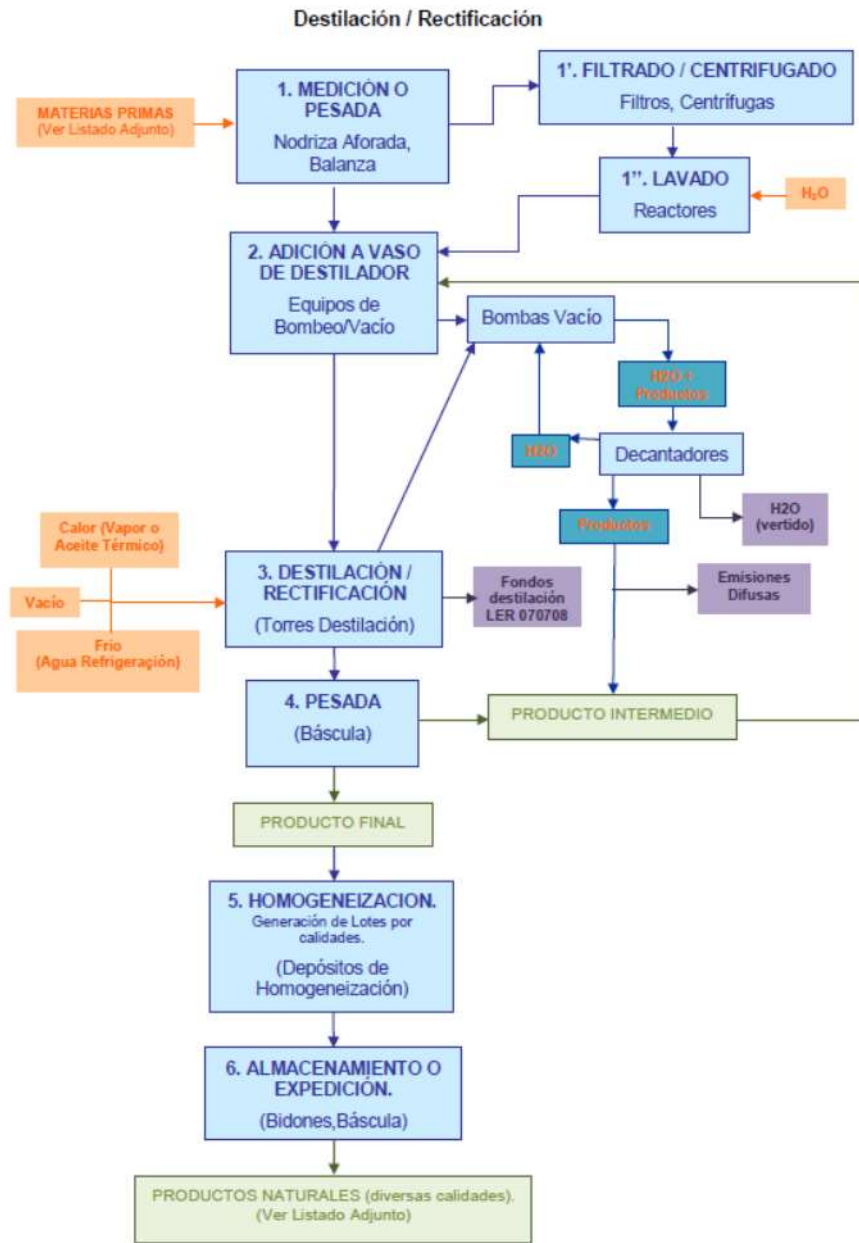 Destilación / Rectificación
MATERIAS PRIMAS
(Ver Listado Adjunto)
1. MEDICIÓN O
PESADA
Nodriza Aforada,
Balanza
1'. FILTRADO / CENTRIFUGADO
Filtros, Centrífugas
1''. LAVADO
Reactores
H₂O
2. ADICIÓN A VASO
DE DESTILADOR
Equipos de
Bombeo/Vacío
Bombas Vacío
H2O +
Productos
H2O
Decantadores
Productos
H2O
(vertido)
Emisiones
Difusas
Calor (Vapor o
Aceite Térmico)
Vacío
Frio
(Agua Refrigeración)
3. DESTILACIÓN /
RECTIFICACIÓN
(Torres Destilación)
Fondos
destilación
LER 070708
4. PESADA
(Báscula)
PRODUCTO INTERMEDIO
PRODUCTO FINAL
5. HOMOGENEIZACION.
Generación de Lotes por
calidades.
(Depósitos de
Homogeneización)
6. ALMACENAMIENTO O
EXPEDICIÓN.
(Bidones,Báscula)
PRODUCTOS NATURALES (diversas calidades).
(Ver Listado Adjunto)